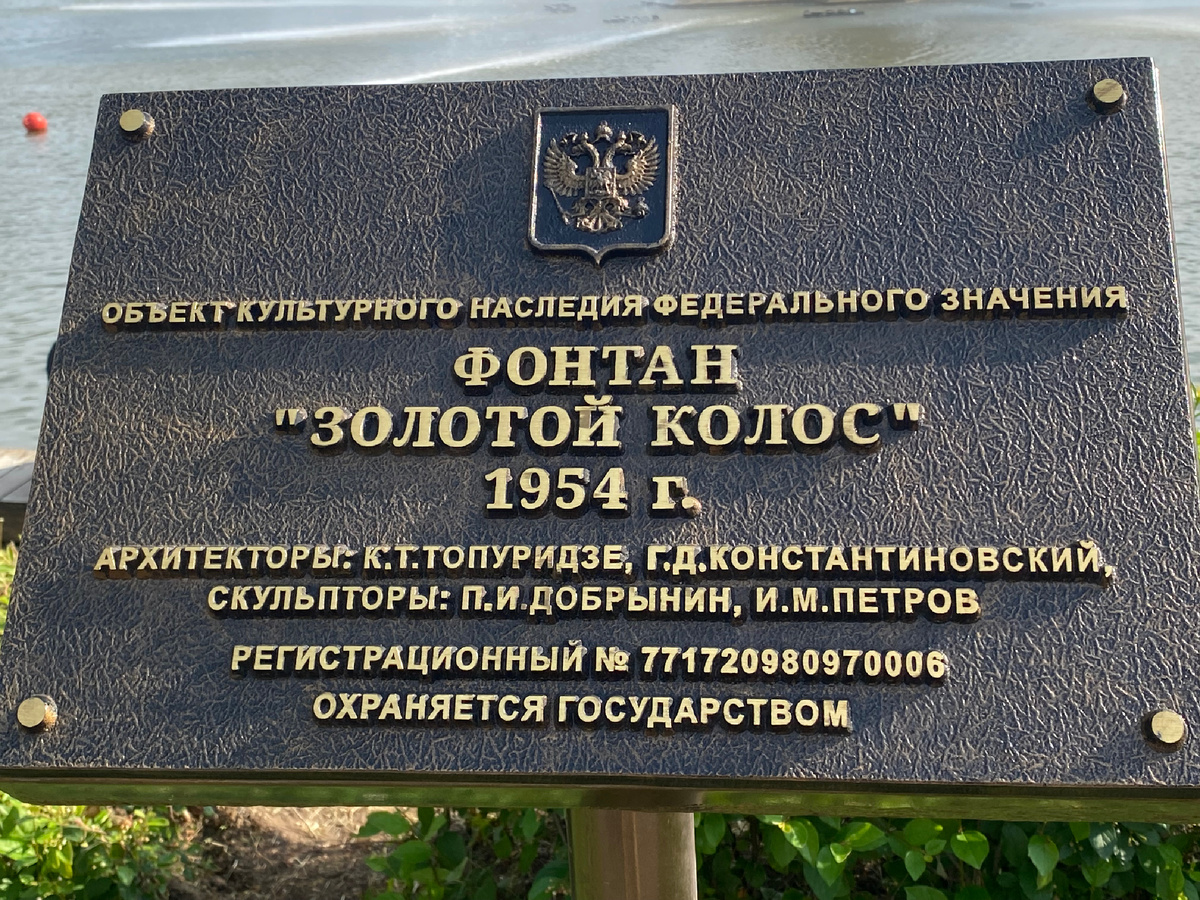 ОБЪЕКТ КУЛЬТУРНОГО НАСЛЕДИЯ ФЕДЕРАЛЬНОГО ЗНАЧЕНИЯ
ФОНТАН
"ЗОЛОТОЙ КОЛОС"
1954 г.
АРХИТЕКТОРЫ: К.Т.ТОПУРИДЗЕ, Г.Д.КОНСТАНТИНОВСКИЙ,
СКУЛЬПТОРЫ: П.И.ДОБРЫНИН, И.М.ПЕТРОВ
РЕГИСТРАЦИОННЫЙ № 771720980970006
ОХРАНЯЕТСЯ ГОСУДАРСТВОМ